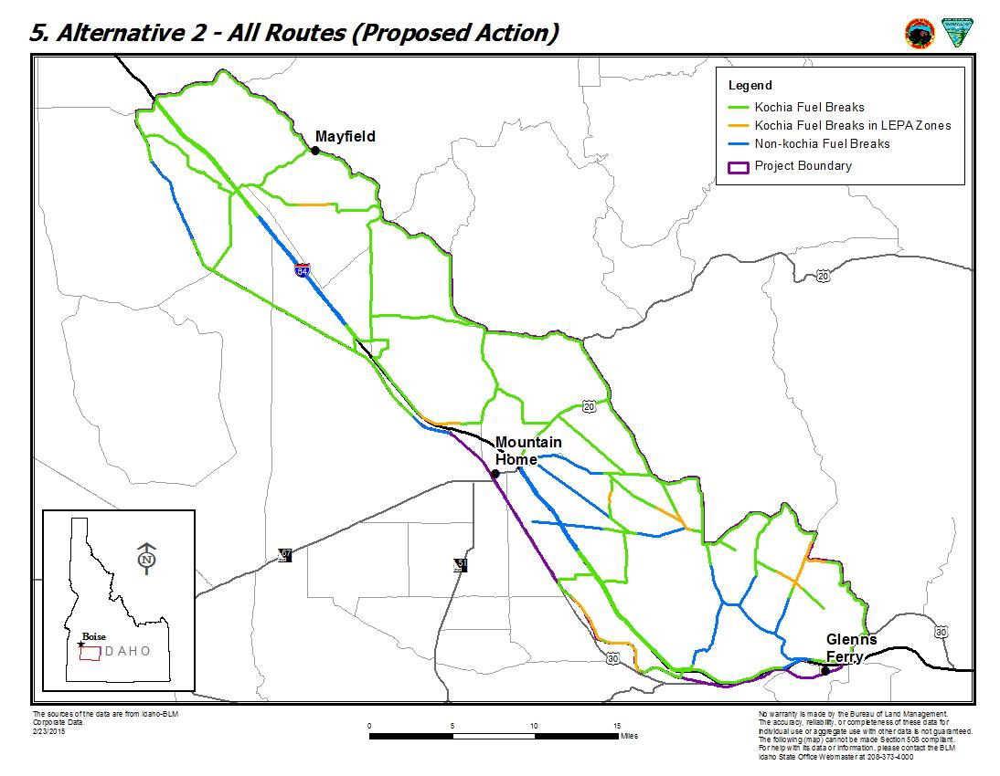 5. Alternative 2 - All Routes (Proposed Action)
Legend
Kochia Fuel Breaks
Kochia Fuel Breaks in LEPA Zones
Non-kochia Fuel Breaks
Project Boundary
Mayfield
84
20
20
Mountain
Home
67
51
30
30
Glenns
Ferry
N
Boise
IDAHO
The sources of the data are from Idaho-BLM
Corporate Data.
2/23/2015
0 5 10 15
Miles
No warranty is made by the Bureau of Land Management.
The accuracy, reliability, or completeness of these data for
individual use or aggregate use with other data is not guaranteed.
The following (map) cannot be made Section 508 compliant.
For help with its data or information, please contact the BLM
Idaho State Office Webmaster at 208-373-4000